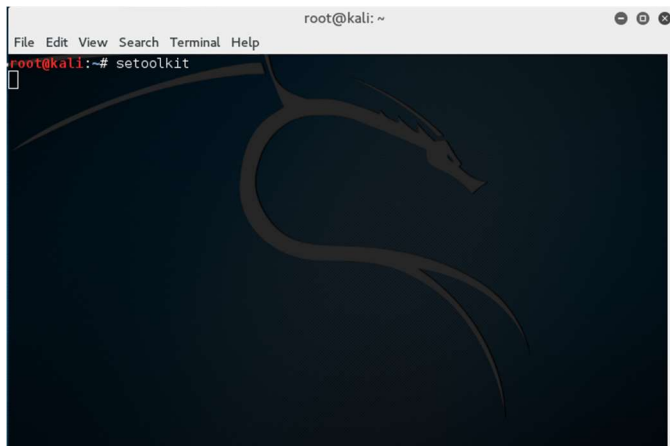 root@kali: ~
File Edit View Search Terminal Help
root@kali:~# setoolkit